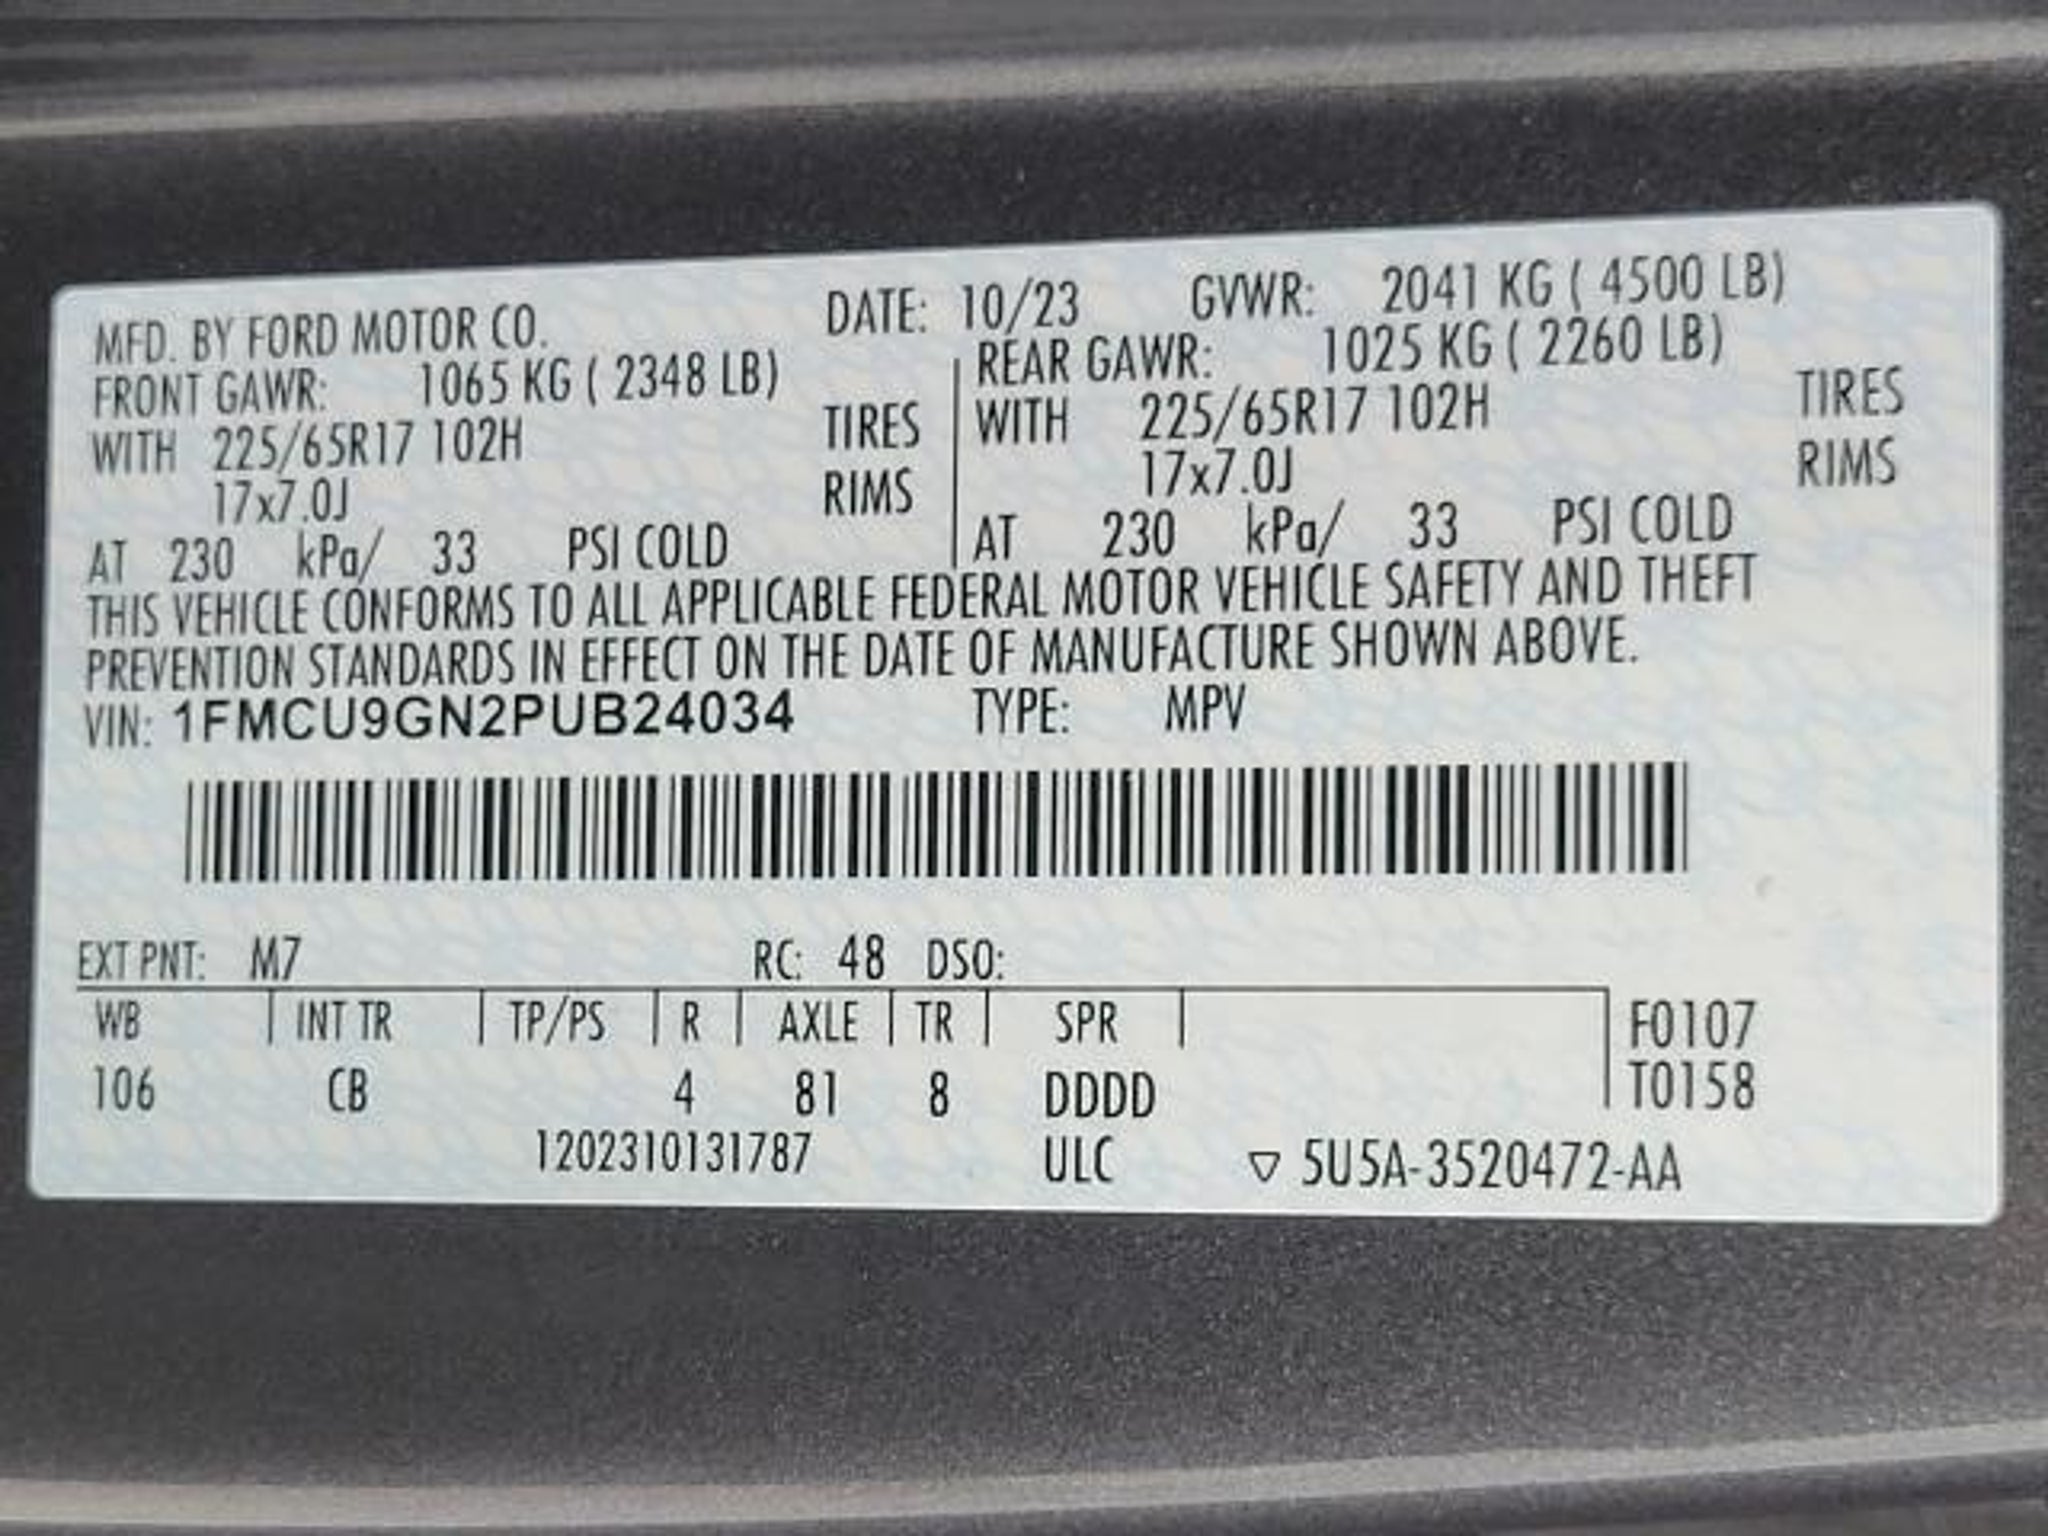 MFD. BY FORD MOTOR CO. DATE: 10/23 GVWR: 2041 KG ( 4500 LB)
FRONT GAWR: 1065 KG ( 2348 LB) REAR GAWR: 1025 KG ( 2260 LB)
WITH 225/65R17 102H TIRES WITH 225/65R17 102H TIRES
17x7.0J RIMS 17x7.0J RIMS
AT 230 kPa/ 33 PSI COLD AT 230 kPa/ 33 PSI COLD
THIS VEHICLE CONFORMS TO ALL APPLICABLE FEDERAL MOTOR VEHICLE SAFETY AND THEFT
PREVENTION STANDARDS IN EFFECT ON THE DATE OF MANUFACTURE SHOWN ABOVE.
VIN: 1FMCU9GN2PUB24034 TYPE: MPV
EXT PNT: M7 RC: 48 DSO:
WB INT TR TP/PS R AXLE TR SPR F0107
106 CB 4 81 8 DDDD T0158
1202310131787 ULC ▽ 5U5A-3520472-AA